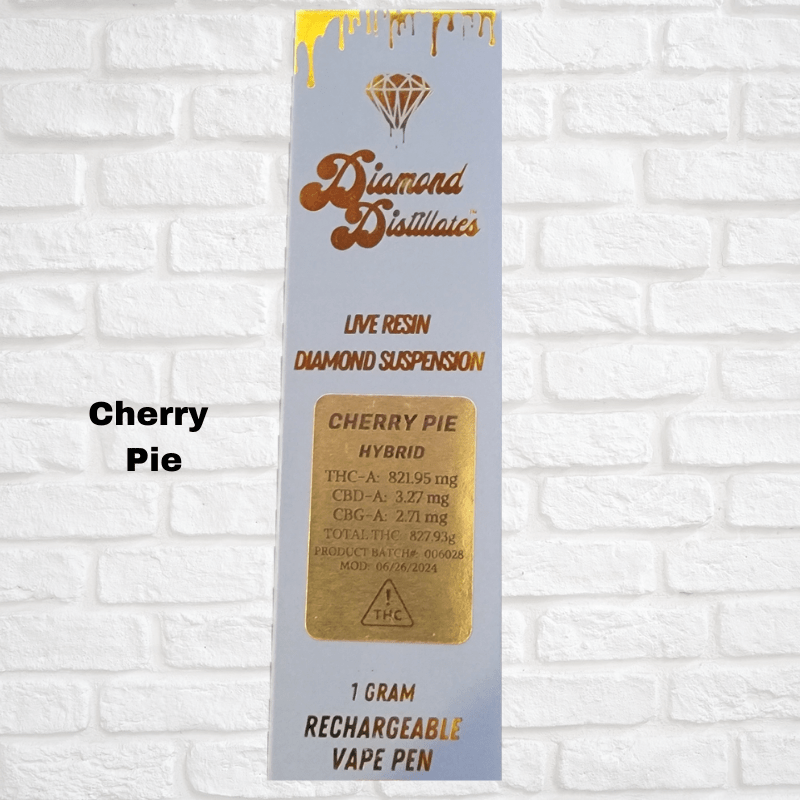 Diamond
Distillates™
LIVE RESIN
DIAMOND SUSPENSION
Cherry
Pie
CHERRY PIE
HYBRID
THC-A: 821.95 mg
CBD-A: 3.27 mg
CBG-A: 2.71 mg
TOTAL THC 827.93g
PRODUCT BATCH#: 006028
MOD: 06/26/2024
!
THC
1 GRAM
RECHARGEABLE
VAPE PEN